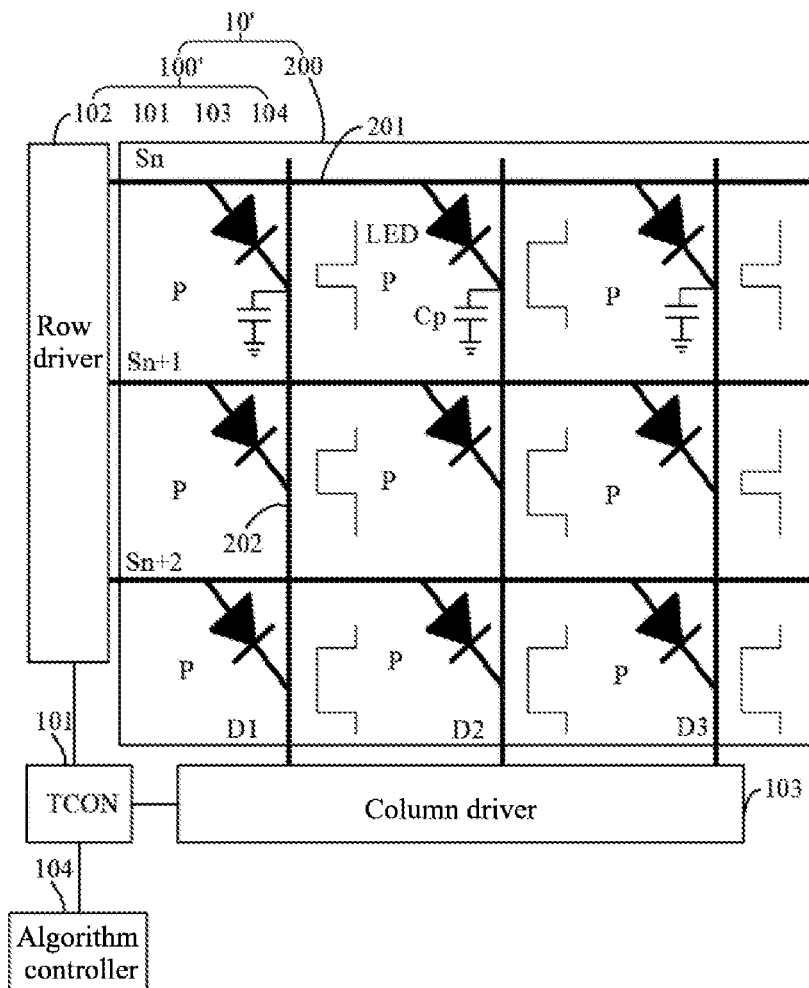 10'
100' 200
102 101 103 104
201
Sn
LED
P P P
Cp
Row
driver
Sn+1
P P P
202
Sn+2
P P P
101
D1 D2 D3
TCON
Column driver
103
104
Algorithm
controller